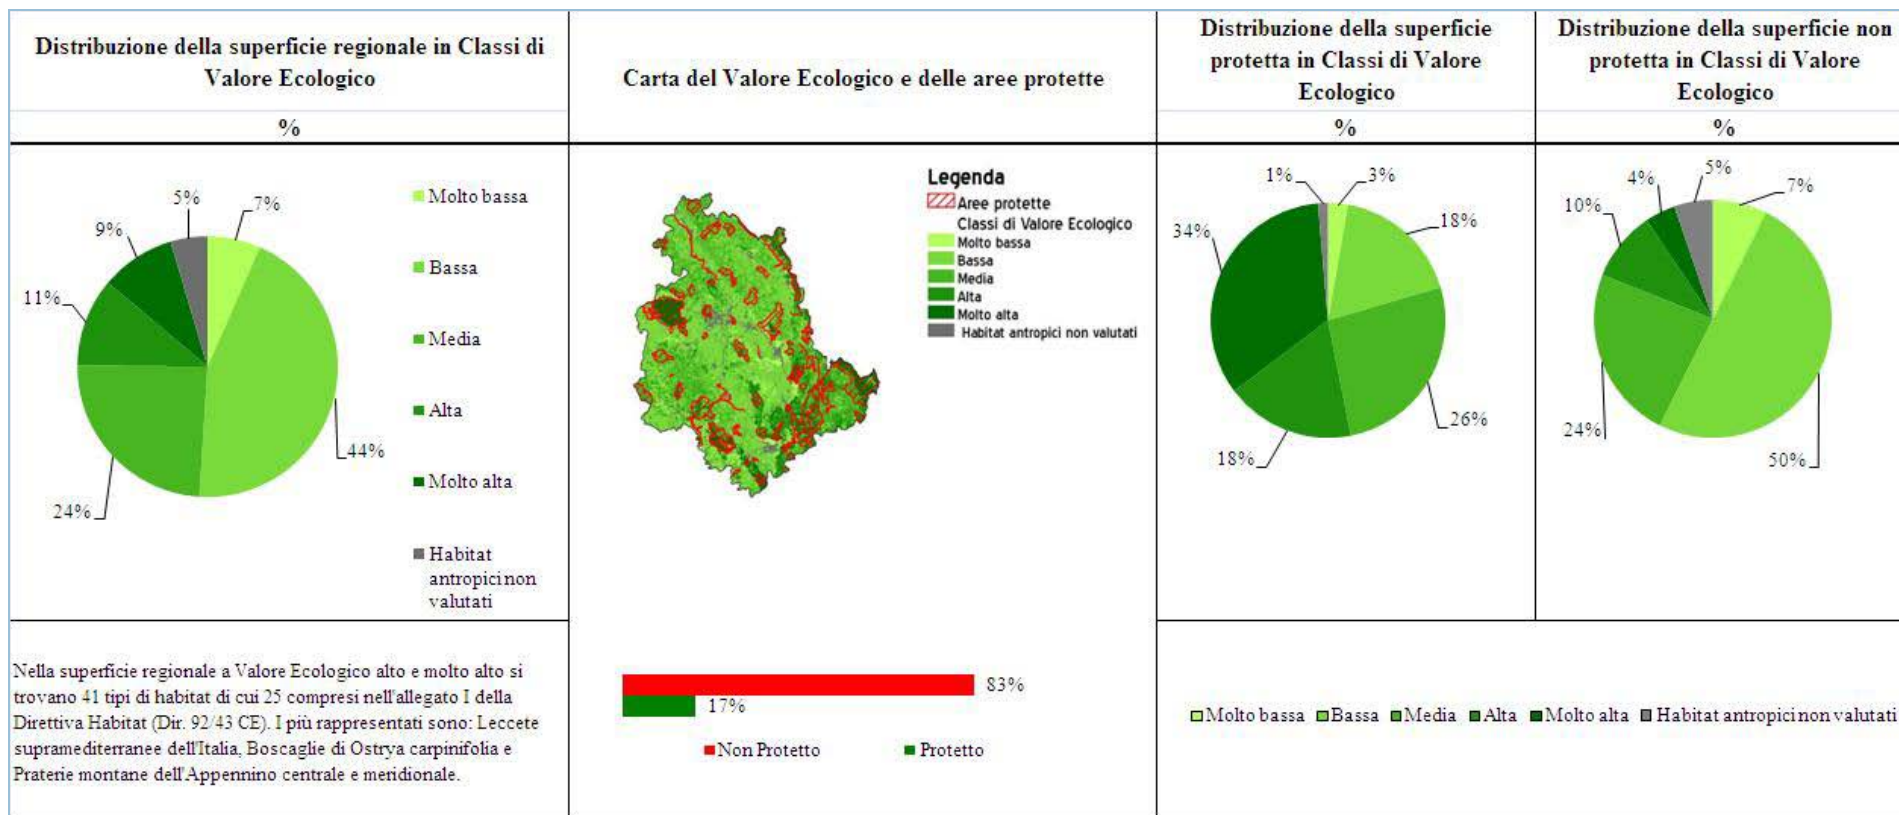 Distribuzione della superficie regionale in Classi di
Valore Ecologico
%
Carta del Valore Ecologico e delle aree protette
Distribuzione della superficie
protetta in Classi di Valore
Ecologico
%
Distribuzione della superficie non
protetta in Classi di Valore
Ecologico
%
5%
7%
9%
11%
44%
24%
Molto bassa
Bassa
Media
Alta
Molto alta
Habitat
antropici non
valutati
Legenda
Aree protette
Classi di Valore Ecologico
Molto bassa
Bassa
Media
Alta
Molto alta
Habitat antropici non valutati
1%
3%
18%
34%
26%
18%
5%
4%
7%
10%
24%
50%
Nella superficie regionale a Valore Ecologico alto e molto alto si
trovano 41 tipi di habitat di cui 25 compresi nell'allegato I della
Direttiva Habitat (Dir. 92/43 CE). I più rappresentati sono: Leccete
supramediterranee dell'Italia, Boscaglie di Ostrya carpinifolia e
Praterie montane dell'Appennino centrale e meridionale.
83%
17%
Non Protetto Protetto
Molto bassa Bassa Media Alta Molto alta Habitat antropici non valutati